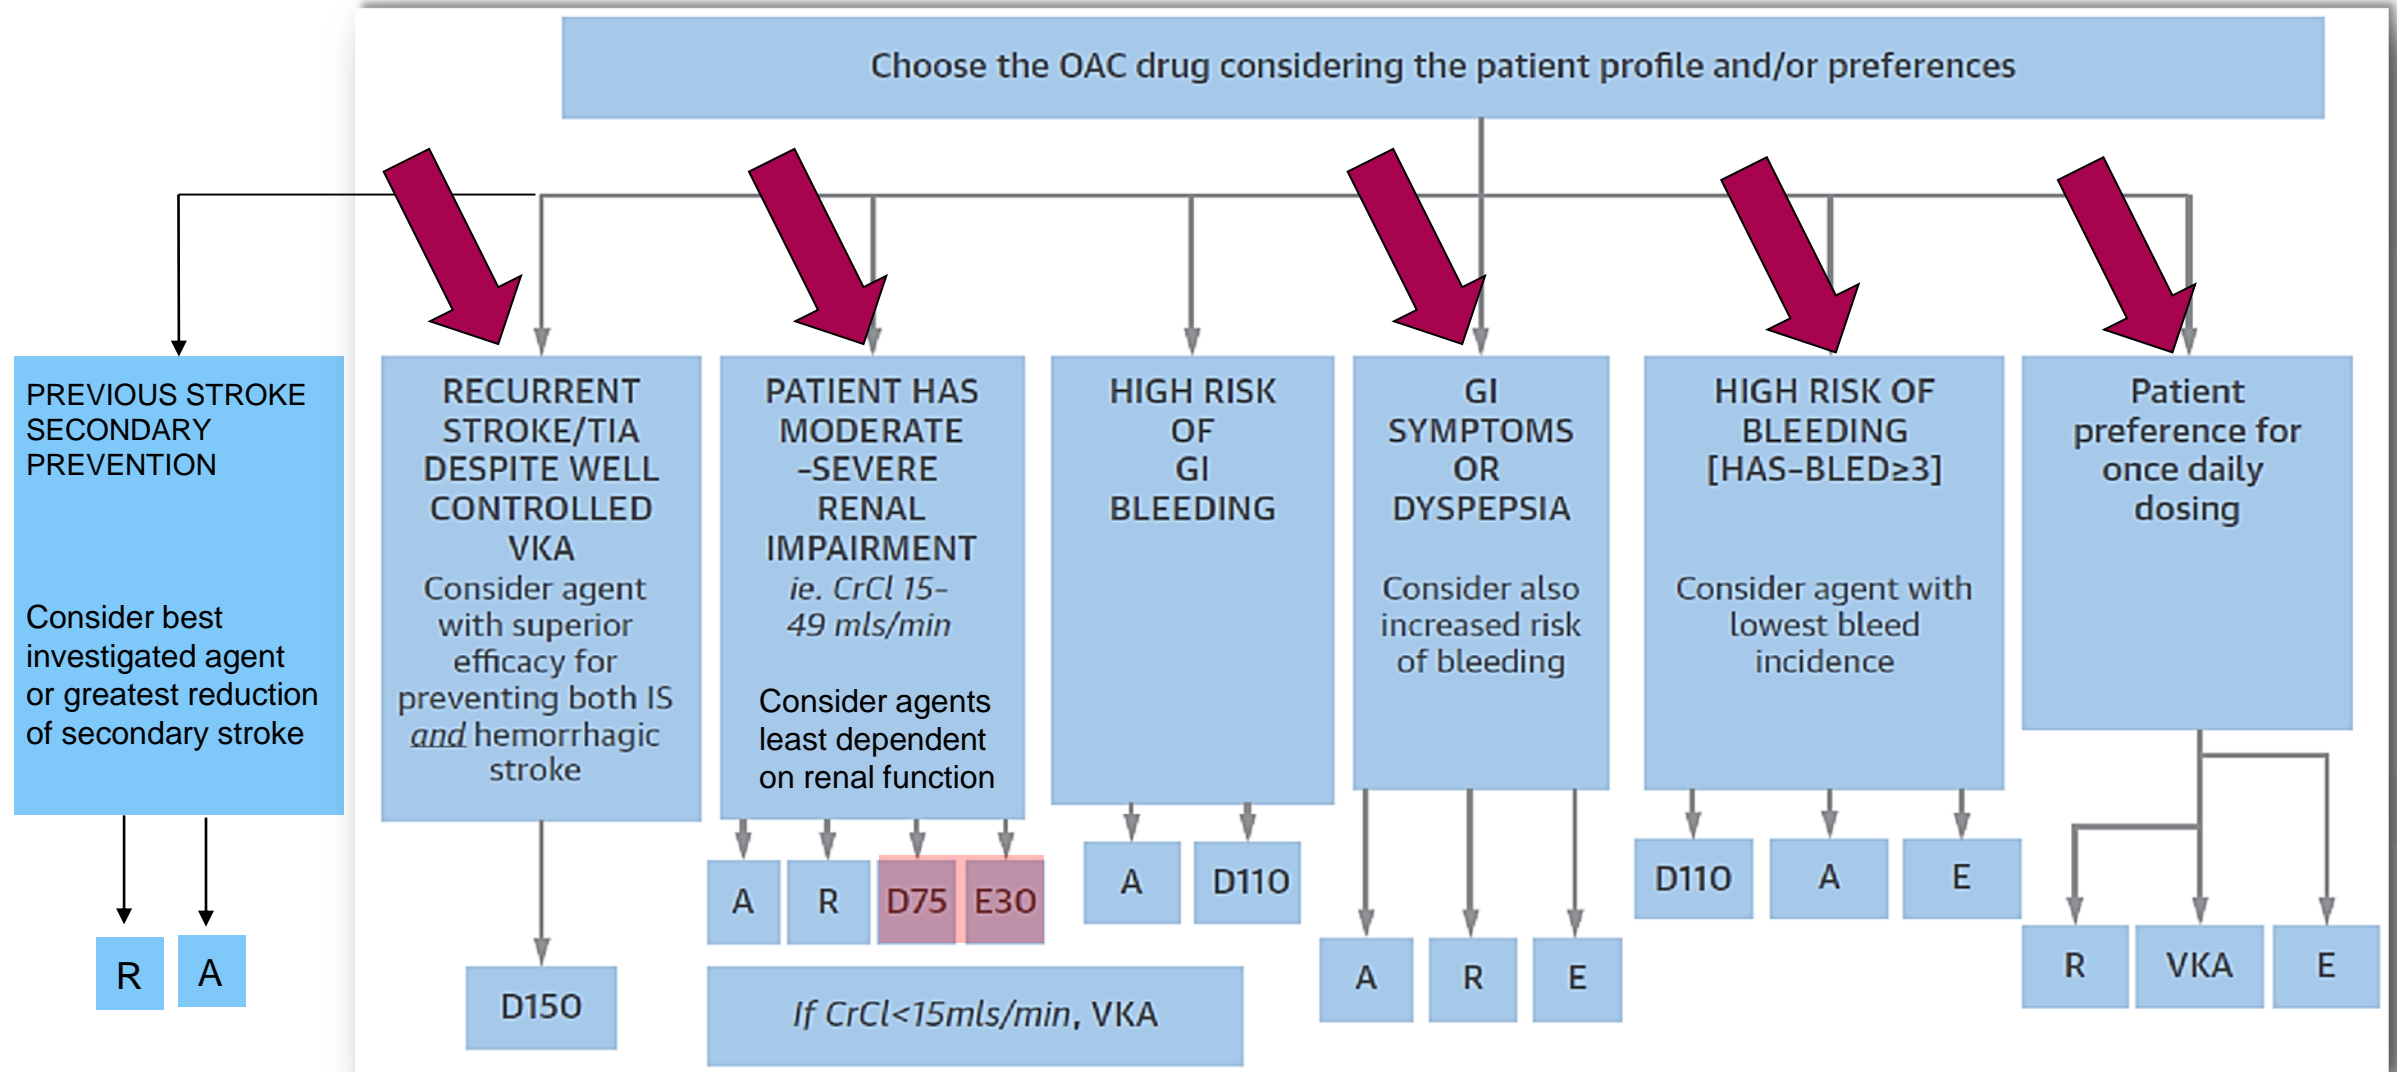 Choose the OAC drug considering the patient profile and/or preferences
PREVIOUS STROKE
SECONDARY
PREVENTION
Consider best
investigated agent
or greatest reduction
of secondary stroke
R
A
RECURRENT
STROKE/TIA
DESPITE WELL
CONTROLLED
VKA
Consider agent
with superior
efficacy for
preventing both IS
and hemorrhagic
stroke
D150
PATIENT HAS
MODERATE
-SEVERE
RENAL
IMPAIRMENT
ie. CrCl 15-
49 mls/min
Consider agents
least dependent
on renal function
A
R
D75
E30
If CrCl<15mls/min, VKA
HIGH RISK
OF
GI
BLEEDING
A
D110
GI
SYMPTOMS
OR
DYSPEPSIA
Consider also
increased risk
of bleeding
A
R
E
HIGH RISK OF
BLEEDING
[HAS-BLED≥3]
Consider agent with
lowest bleed
incidence
D110
A
E
Patient
preference for
once daily
dosing
R
VKA
E